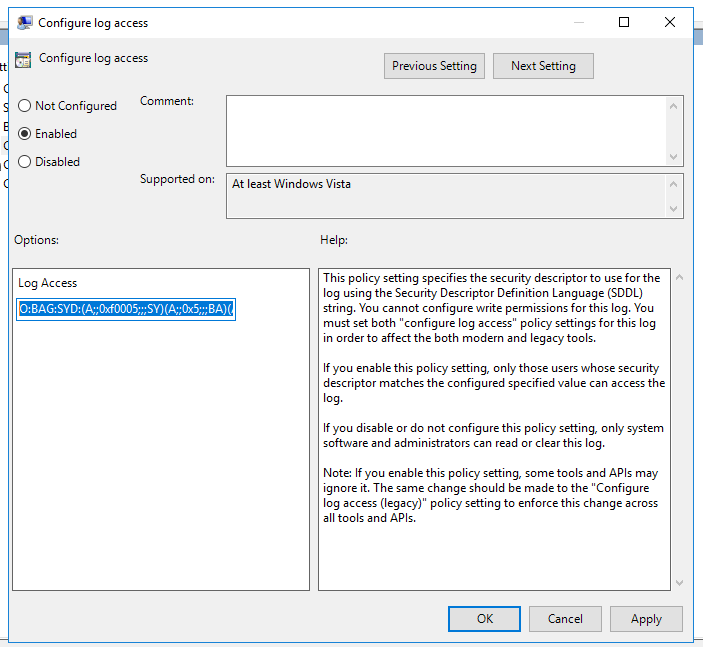 Configure log access
Configure log access
Previous Setting
Next Setting
Not Configured
Comment:
Enabled
Disabled
Supported on:
At least Windows Vista
Options:
Help:
Log Access
O:BAG:SYD:(A;;0xf0005;;;SY)(A;;0x5;;;BA)(
This policy setting specifies the security descriptor to use for the
log using the Security Descriptor Definition Language (SDDL)
string. You cannot configure write permissions for this log. You
must set both "configure log access" policy settings for this log
in order to affect the both modern and legacy tools.
If you enable this policy setting, only those users whose security
descriptor matches the configured specified value can access the
log.
If you disable or do not configure this policy setting, only system
software and administrators can read or clear this log.
Note: If you enable this policy setting, some tools and APIs may
ignore it. The same change should be made to the "Configure
log access (legacy)" policy setting to enforce this change across
all tools and APIs.
OK
Cancel
Apply